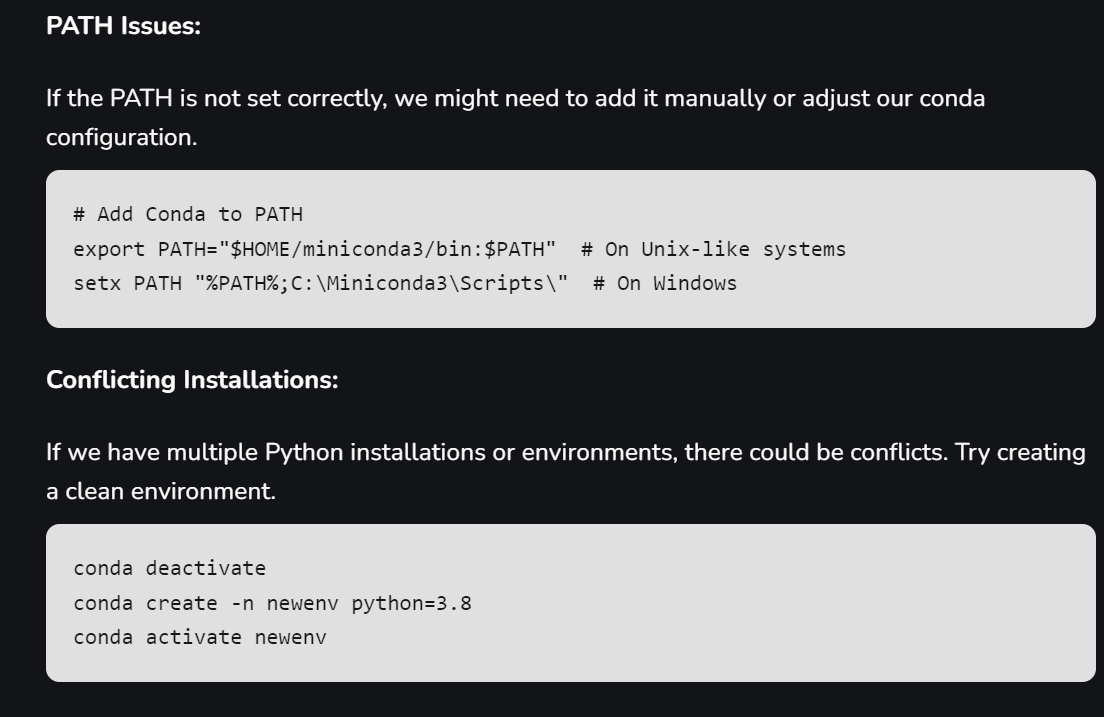 PATH Issues:
If the PATH is not set correctly, we might need to add it manually or adjust our conda
configuration.
# Add Conda to PATH
export PATH="$HOME/miniconda3/bin:$PATH"  # On Unix-like systems
setx PATH "%PATH%;C:\Miniconda3\Scripts\"  # On Windows
Conflicting Installations:
If we have multiple Python installations or environments, there could be conflicts. Try creating
a clean environment.
conda deactivate
conda create -n newenv python=3.8
conda activate newenv